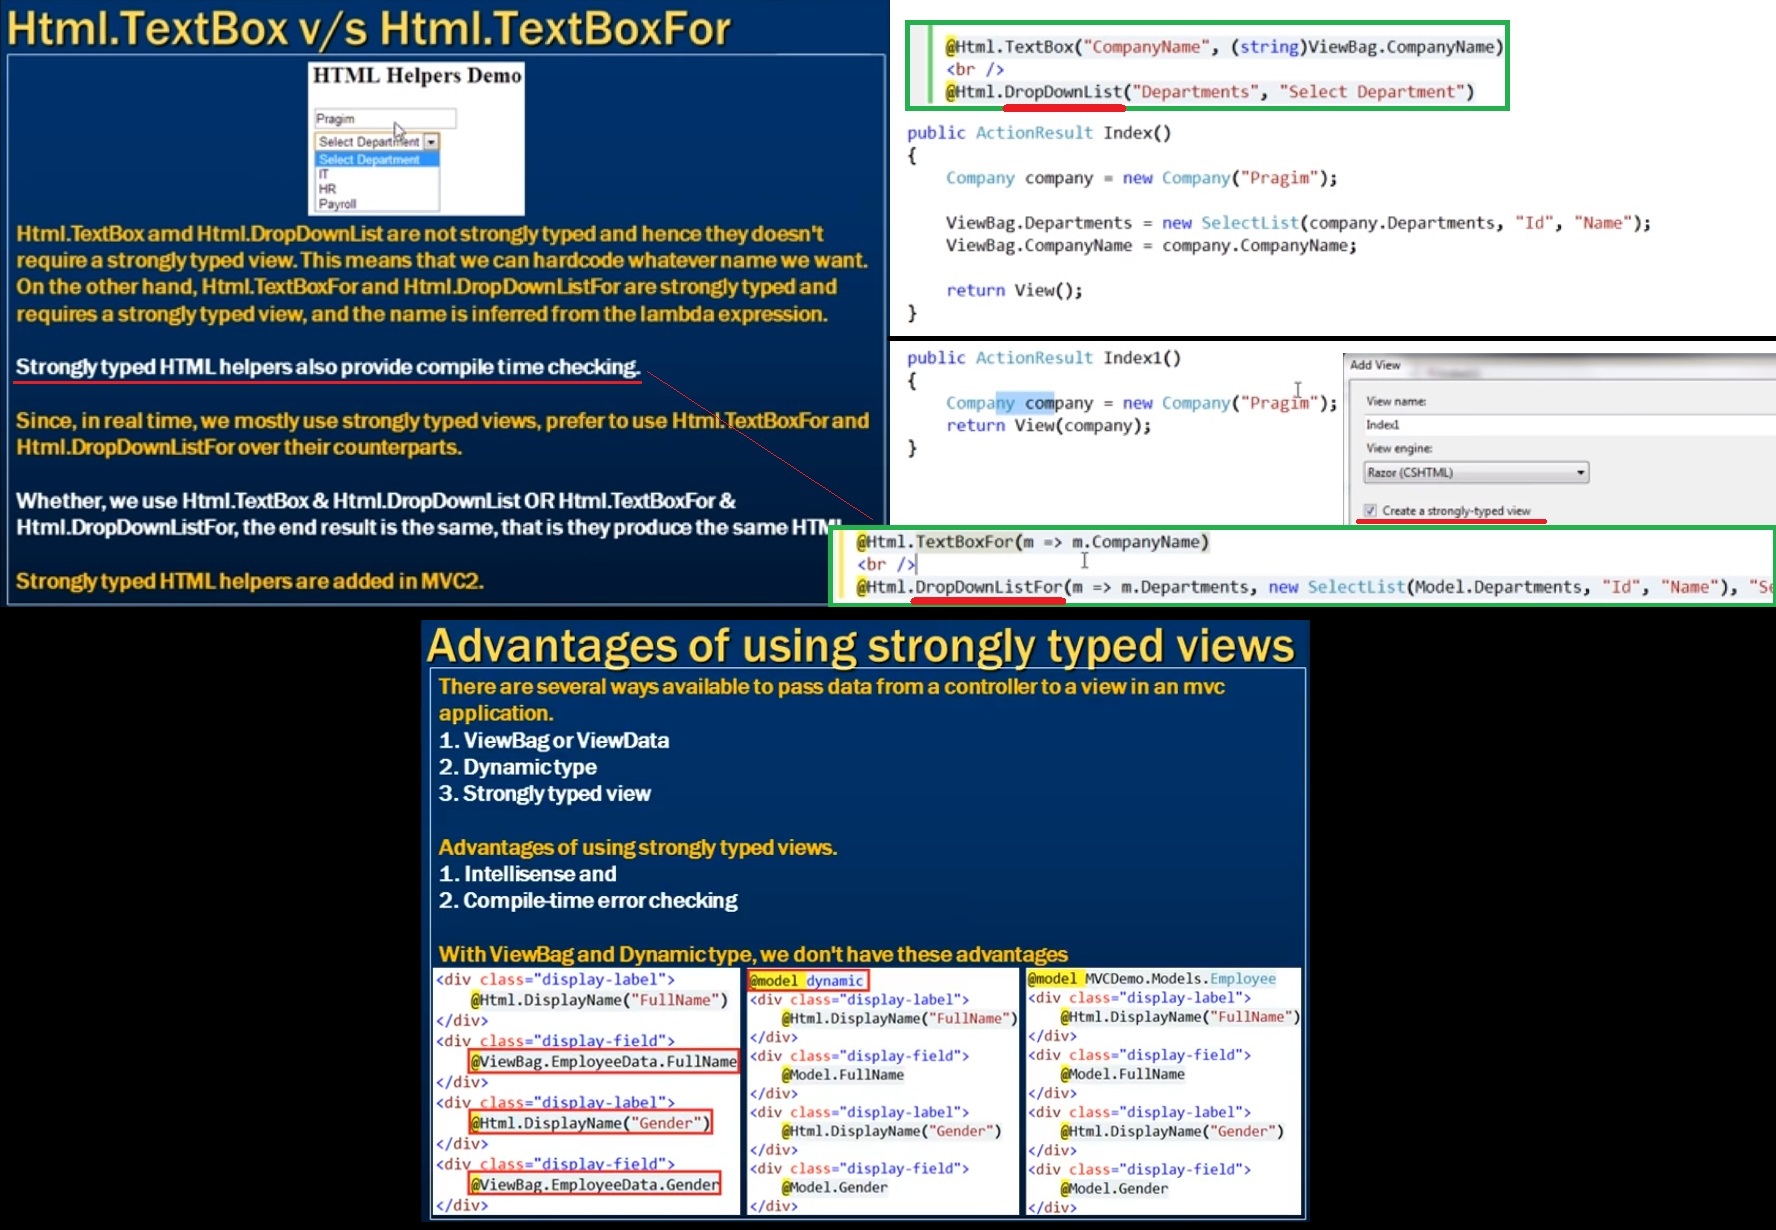 Html.TextBox v/s Html.TextBoxFor
HTML Helpers Demo
Pragim
Select Department
Select Department
IT
HR
Payroll
Html.TextBox amd Html.DropDownList are not strongly typed and hence they doesn't
require a strongly typed view. This means that we can hardcode whatever name we want.
On the other hand, Html.TextBoxFor and Html.DropDownListFor are strongly typed and
requires a strongly typed view, and the name is inferred from the lambda expression.
Strongly typed HTML helpers also provide compile time checking.
Since, in real time, we mostly use strongly typed views, prefer to use Html.TextBoxFor and
Html.DropDownListFor over their counterparts.
Whether, we use Html.TextBox & Html.DropDownList OR Html.TextBoxFor &
Html.DropDownListFor, the end result is the same, that is they produce the same HTML
Strongly typed HTML helpers are added in MVC2.
@Html.TextBox("CompanyName", (string)ViewBag.CompanyName)
<br />
@Html.DropDownList("Departments", "Select Department")
public ActionResult Index()
{
Company company = new Company("Pragim");
ViewBag.Departments = new SelectList(company.Departments, "Id", "Name");
ViewBag.CompanyName = company.CompanyName;
return View();
}
public ActionResult Index1()
{
Company company = new Company("Pragim");
return View(company);
}
Add View
View name:
Index1
View engine:
Razor (CSHTML)
Create a strongly-typed view
@Html.TextBoxFor(m => m.CompanyName)
<br />
@Html.DropDownListFor(m => m.Departments, new SelectList(Model.Departments, "Id", "Name"), "Se
Advantages of using strongly typed views
There are several ways available to pass data from a controller to a view in an mvc
application.
1. ViewBag or ViewData
2. Dynamic type
3. Strongly typed view
Advantages of using strongly typed views.
1. Intellisense and
2. Compile-time error checking
With ViewBag and Dynamic type, we don't have these advantages
<div class="display-label">
@Html.DisplayName("FullName")
</div>
<div class="display-field">
@ViewBag.EmployeeData.FullName
</div>
<div class="display-label">
@Html.DisplayName("Gender")
</div>
<div class="display-field">
@ViewBag.EmployeeData.Gender
</div>
@model dynamic
<div class="display-label">
@Html.DisplayName("FullName")
</div>
<div class="display-field">
@Model.FullName
</div>
<div class="display-label">
@Html.DisplayName("Gender")
</div>
<div class="display-field">
@Model.Gender
</div>
@model MVCDemo.Models.Employee
<div class="display-label">
@Html.DisplayName("FullName")
</div>
<div class="display-field">
@Model.FullName
</div>
<div class="display-label">
@Html.DisplayName("Gender")
</div>
<div class="display-field">
@Model.Gender
</div>